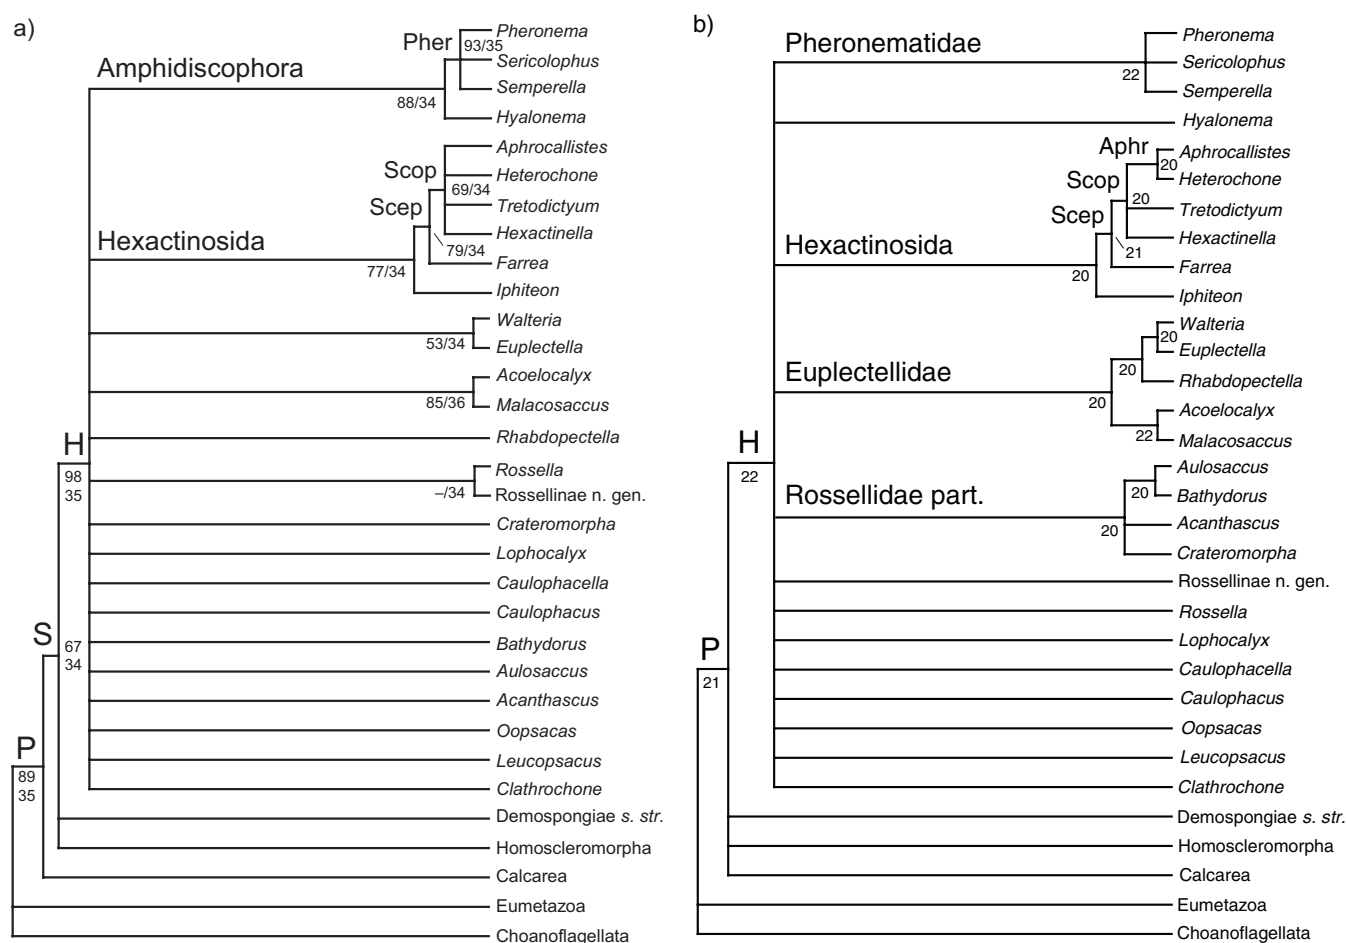 a)
Amphidiscophora
Pher
93/35
88/34
Pheronema
Sericolophus
Semperella
Hyalonema
Hexactinosida
Scop
Scep
69/34
79/34
77/34
Aphrocallistes
Heterochone
Tretodictyum
Hexactinella
Farrea
Iphiteon
53/34
Walteria
Euplectella
85/36
Acoelocalyx
Malacosaccus
Rhabdopectella
H
98
35
–/34
Rossella
Rossellinae n. gen.
Crateromorpha
Lophocalyx
Caulophacella
Caulophacus
S
67
34
Bathydorus
Aulosaccus
Acanthascus
Oopsacas
P
89
35
Leucopsacus
Clathrochone
Demospongiae s. str.
Homoscleromorpha
Calcarea
Eumetazoa
Choanoflagellata
b)
Pheronematidae
22
Pheronema
Sericolophus
Semperella
Hyalonema
Hexactinosida
Aphr
20
Scop
20
Scep
21
20
Aphrocallistes
Heterochone
Tretodictyum
Hexactinella
Farrea
Iphiteon
Euplectellidae
20
20
20
22
Walteria
Euplectella
Rhabdopectella
Acoelocalyx
Malacosaccus
H
22
Rossellidae part.
20
20
Aulosaccus
Bathydorus
Acanthascus
Crateromorpha
Rossellinae n. gen.
Rossella
Lophocalyx
P
21
Caulophacella
Caulophacus
Oopsacas
Leucopsacus
Clathrochone
Demospongiae s. str.
Homoscleromorpha
Calcarea
Eumetazoa
Choanoflagellata